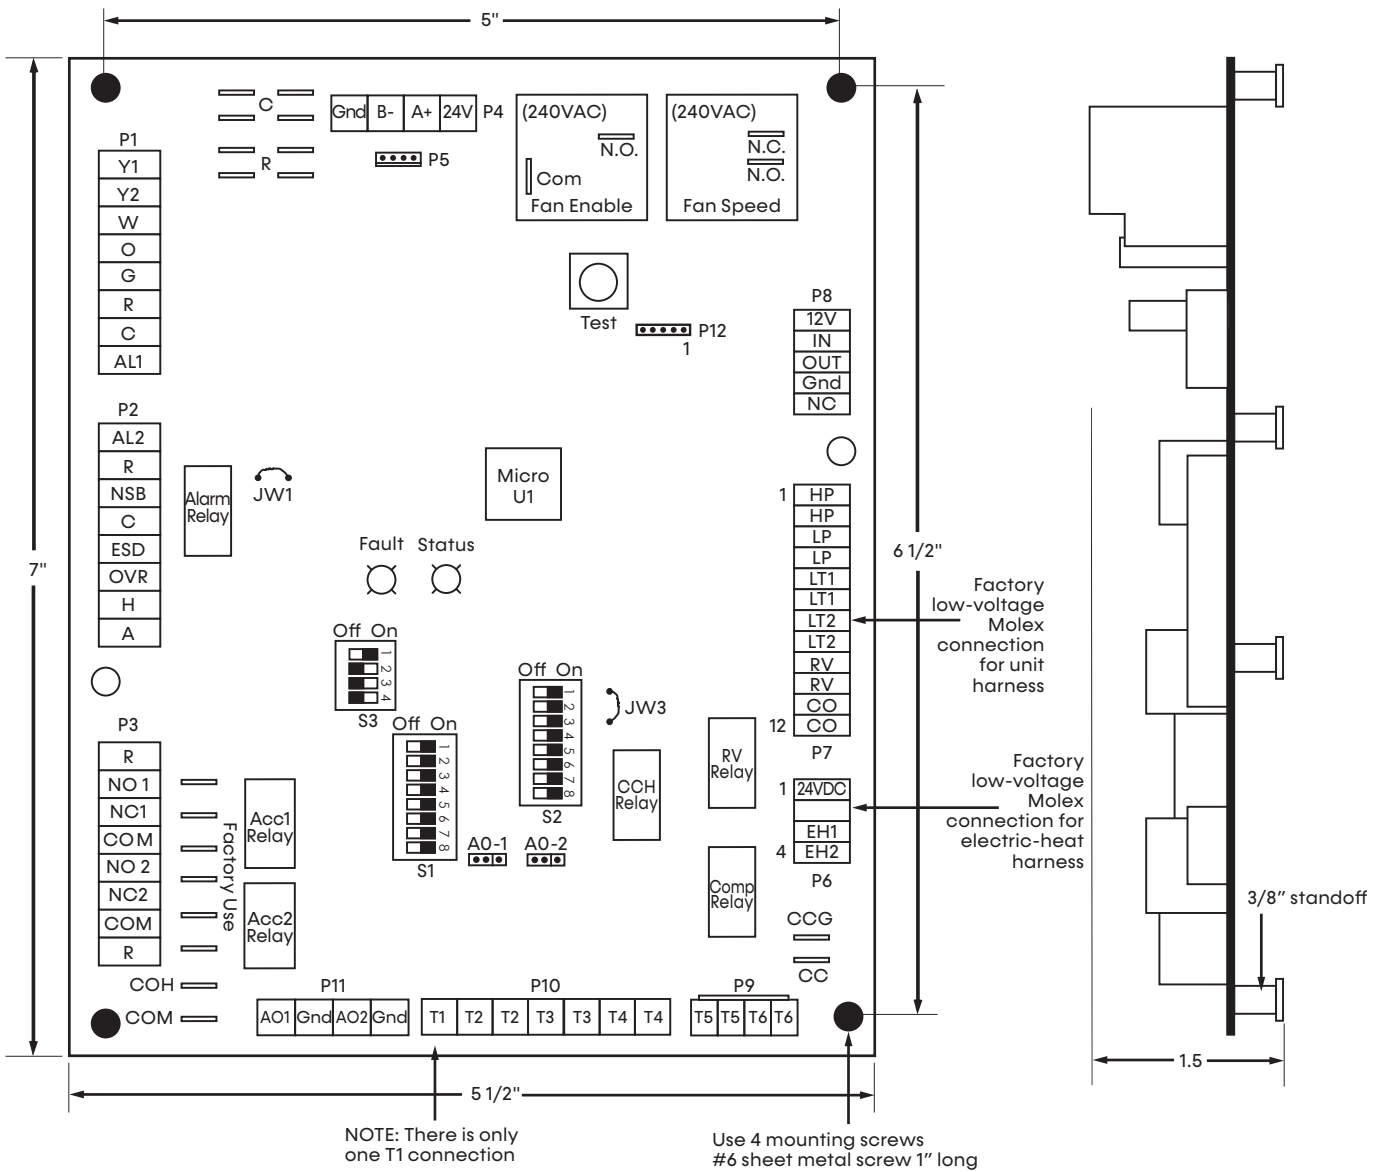 5"
C
Gnd B- A+ 24V P4
(240VAC)
N.O.
Com
Fan Enable
(240VAC)
N.C.
N.O.
Fan Speed
R
P5
P1
Y1
Y2
W
O
G
R
C
AL1
Test
P12
1
P8
12V
IN
OUT
Gnd
NC
P2
AL2
R
NSB
C
ESD
OVR
H
A
Alarm
Relay
JW1
Micro
U1
Fault Status
7"
6 1/2"
1
HP
HP
LP
LP
LT1
LT1
LT2
LT2
RV
RV
CO
12 CO
P7
Factory
low-voltage
Molex
connection
for unit
harness
Off On
1
2
3
4
S3
Off On
1
2
3
4
5
6
7
8
S1
Off On
1
2
3
4
5
6
7
8
S2
JW3
CCH
Relay
RV
Relay
A0-1 A0-2
P3
R
NO 1
NC1
COM
NO 2
NC2
COM
R
Factory Use
Acc1
Relay
Acc2
Relay
1 24VDC
EH1
4 EH2
P6
Factory
low-voltage
Molex
connection for
electric-heat
harness
Comp
Relay
CCG
CC
3/8” standoff
COH
COM
P11
AO1 Gnd AO2 Gnd
P10
T1 T2 T2 T3 T3 T4 T4
P9
T5 T5 T6 T6
1.5
5 1/2"
NOTE: There is only
one T1 connection
Use 4 mounting screws
#6 sheet metal screw 1” long